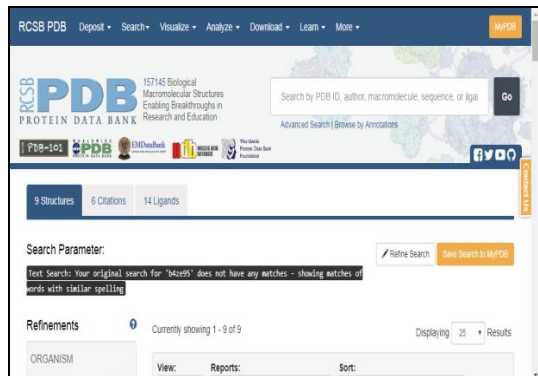 RCSB PDB Deposit Search Visualize Analyze Download Learn More MyPDB
RCSB
PDB
PROTEIN DATA BANK
157145 Biological
Macromolecular Structures
Enabling Breakthroughs in
Research and Education
Search by PDB ID, author, macromolecule, sequence, or ligai
Go
Advanced Search | Browse by Annotations
PDB-101
PDB
EMDataBank
Worldwide
Protein Data Bank
Foundation
Contact Us
9 Structures 6 Citations 14 Ligands
Search Parameter:
Refine Search
Save Search to MyPDB
Text Search: Your original search for 'b4ze95' does not have any matches - showing matches of
words with similar spelling
Refinements
Currently showing 1 - 9 of 9
Displaying 25 Results
ORGANISM
View: Reports: Sort: